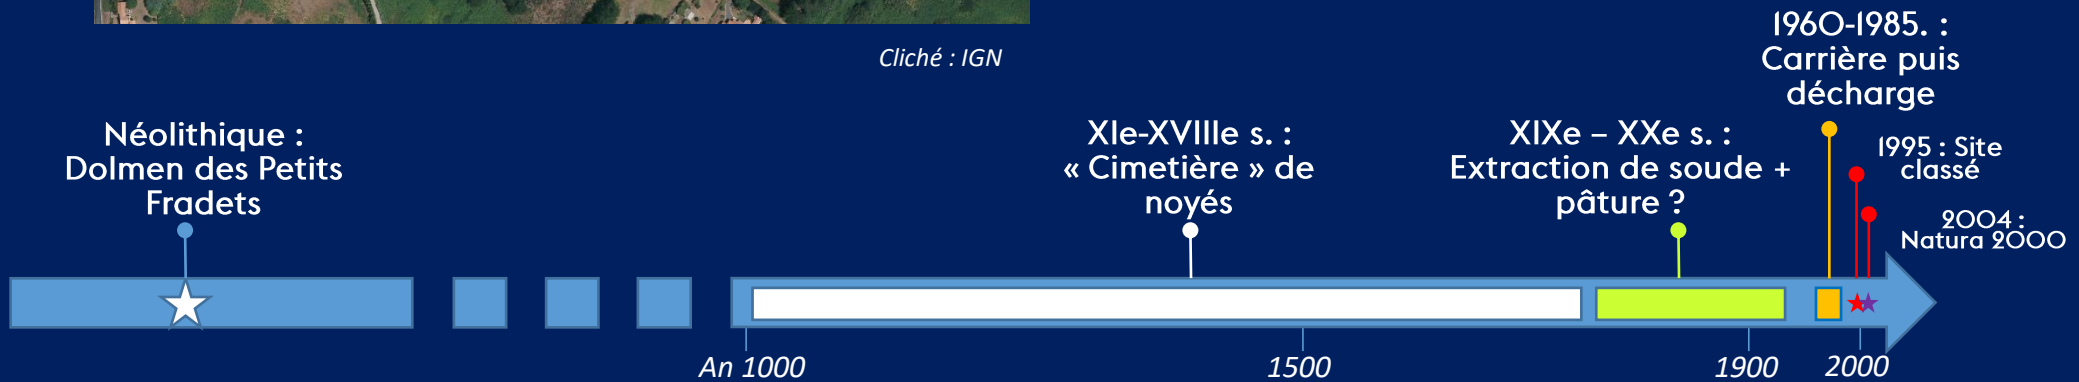 Cliché : IGN
Néolithique :
Dolmen des Petits
Fradets
XIe-XVIIIe s. :
« Cimetière » de
noyés
XIXe – XXe s. :
Extraction de soude +
pâture ?
1960-1985. :
Carrière puis
décharge
1995 : Site
classé
2004 :
Natura 2000
An 1000
1500
1900
2000